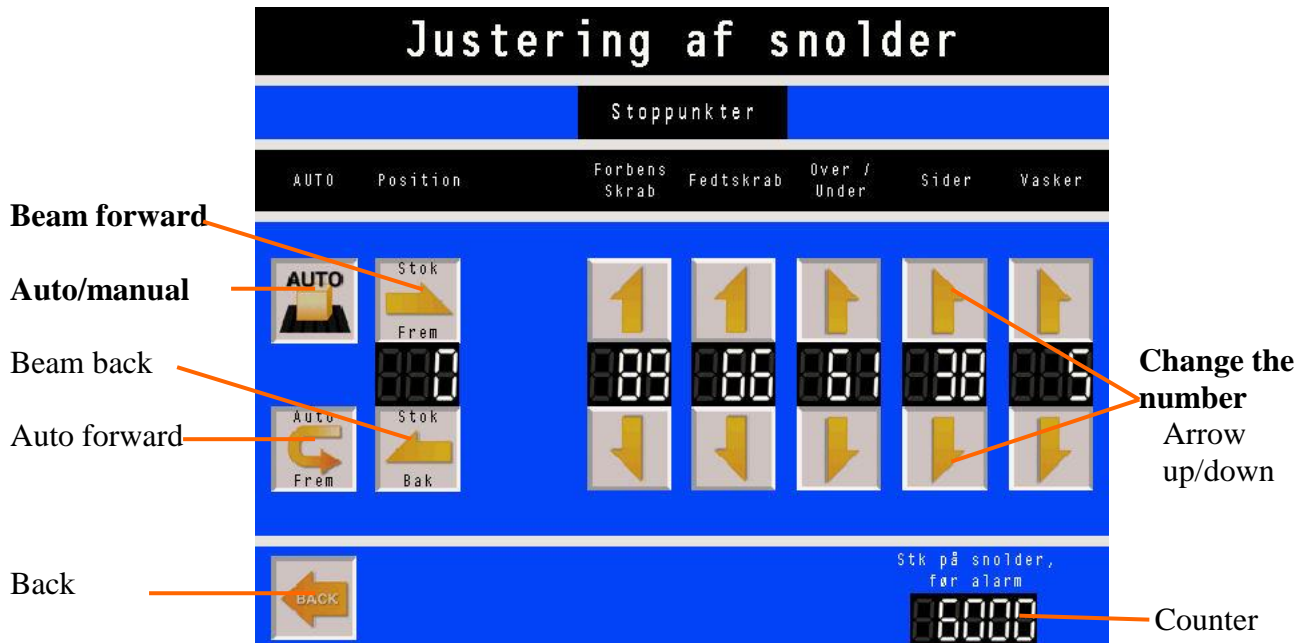 Justering af snolder
Stoppunkter
AUTO
Position
Forbens
Skrab
Fedtskrab
Over /
Under
Sider
Vasker
Beam forward
Auto/manual
Beam back
Auto forward
AUTO
Stok
Frem
0
Auto
Frem
Stok
Bak
89
66
61
38
5
Change the
number
Arrow
up/down
Back
BACK
Stk på snolder,
før alarm
6000
Counter